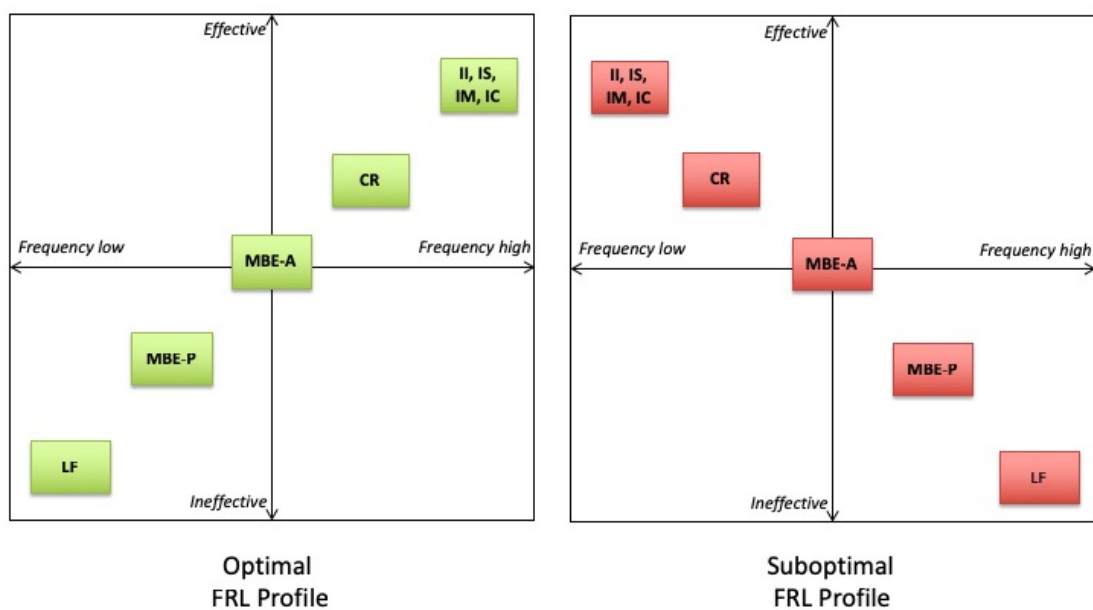 Effective
II, IS,
IM, IC
CR
Frequency low
Frequency high
MBE-A
MBE-P
LF
Ineffective
Optimal
FRL Profile
Effective
II, IS,
IM, IC
CR
Frequency low
Frequency high
MBE-A
MBE-P
LF
Ineffective
Suboptimal
FRL Profile